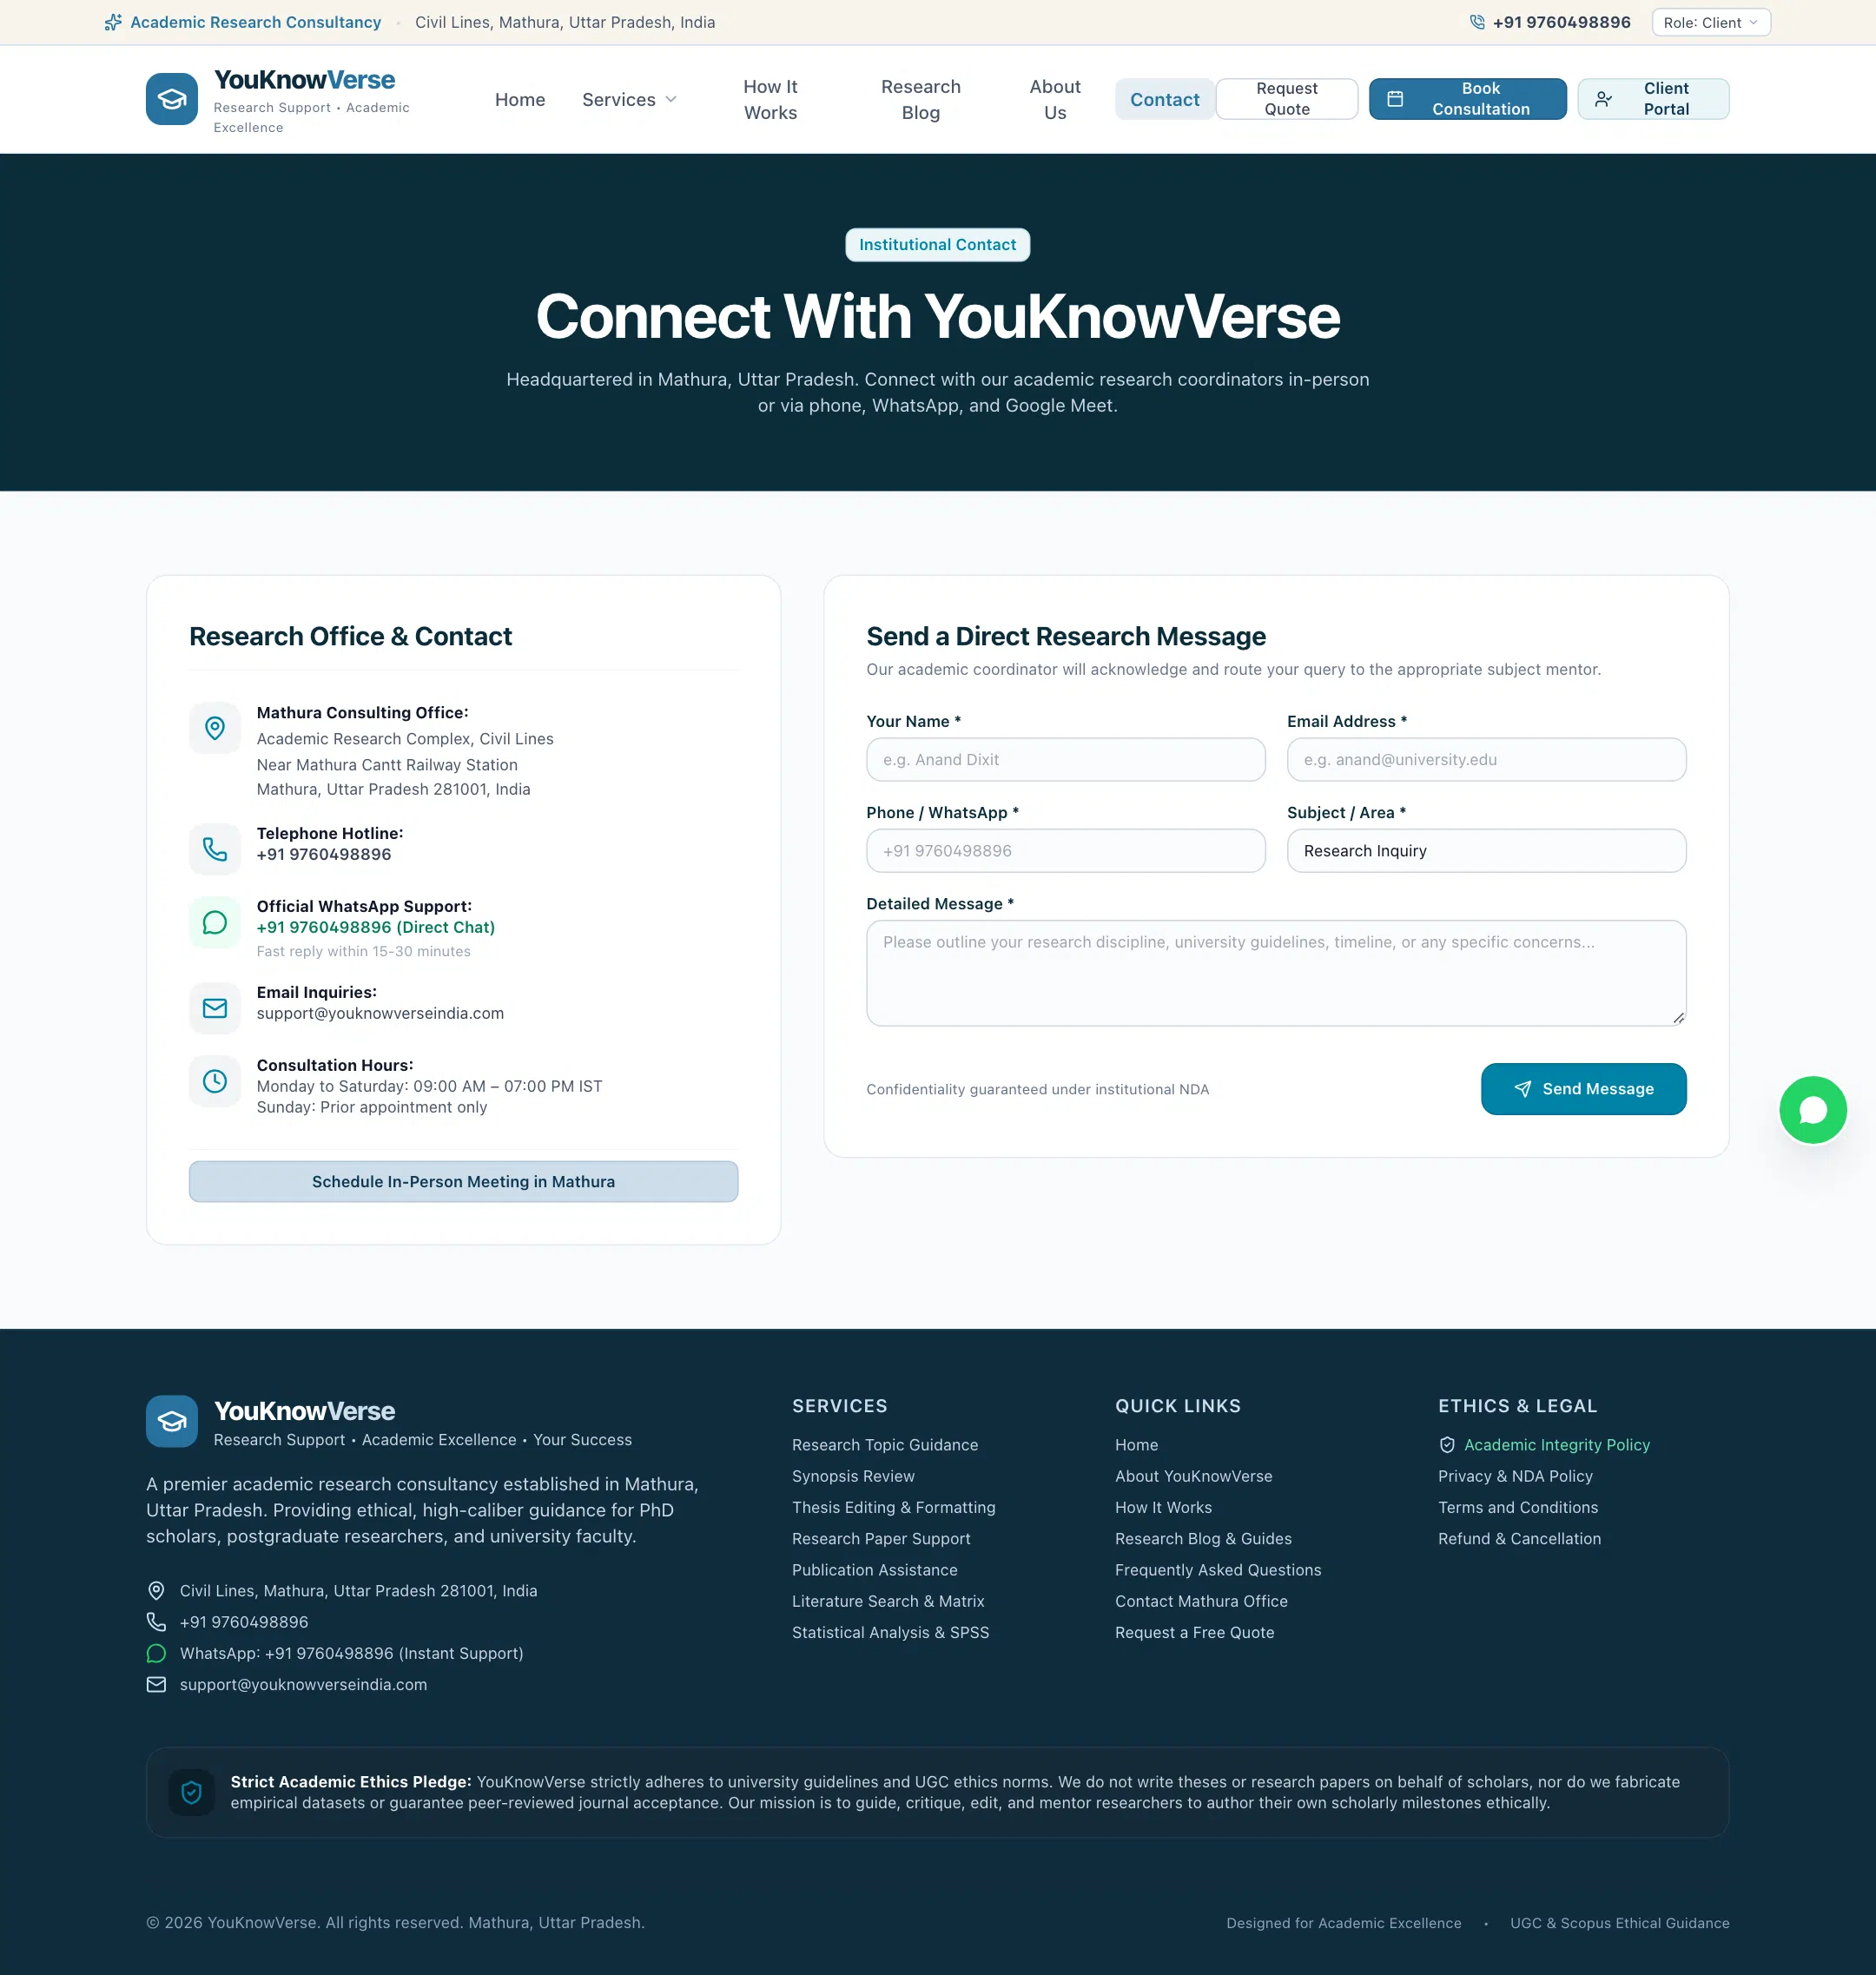 Academic Research Consultancy • Civil Lines, Mathura, Uttar Pradesh, India
+91 9760498896
Role: Client
YouKnowVerse
Research Support • Academic
Excellence
Home
Services
How It
Works
Research
Blog
About
Us
Contact
Request
Quote
Book
Consultation
Client
Portal
Institutional Contact
Connect With YouKnowVerse
Headquartered in Mathura, Uttar Pradesh. Connect with our academic research coordinators in-person
or via phone, WhatsApp, and Google Meet.
Research Office & Contact
Mathura Consulting Office:
Academic Research Complex, Civil Lines
Near Mathura Cantt Railway Station
Mathura, Uttar Pradesh 281001, India
Telephone Hotline:
+91 9760498896
Official WhatsApp Support:
+91 9760498896 (Direct Chat)
Fast reply within 15-30 minutes
Email Inquiries:
support@youknowverseindia.com
Consultation Hours:
Monday to Saturday: 09:00 AM – 07:00 PM IST
Sunday: Prior appointment only
Schedule In-Person Meeting in Mathura
Send a Direct Research Message
Our academic coordinator will acknowledge and route your query to the appropriate subject mentor.
Your Name *
e.g. Anand Dixit
Email Address *
e.g. anand@university.edu
Phone / WhatsApp *
+91 9760498896
Subject / Area *
Research Inquiry
Detailed Message *
Please outline your research discipline, university guidelines, timeline, or any specific concerns...
Confidentiality guaranteed under institutional NDA
Send Message
YouKnowVerse
Research Support • Academic Excellence • Your Success
A premier academic research consultancy established in Mathura,
Uttar Pradesh. Providing ethical, high-caliber guidance for PhD
scholars, postgraduate researchers, and university faculty.
Civil Lines, Mathura, Uttar Pradesh 281001, India
+91 9760498896
WhatsApp: +91 9760498896 (Instant Support)
support@youknowverseindia.com
SERVICES
Research Topic Guidance
Synopsis Review
Thesis Editing & Formatting
Research Paper Support
Publication Assistance
Literature Search & Matrix
Statistical Analysis & SPSS
QUICK LINKS
Home
About YouKnowVerse
How It Works
Research Blog & Guides
Frequently Asked Questions
Contact Mathura Office
Request a Free Quote
ETHICS & LEGAL
Academic Integrity Policy
Privacy & NDA Policy
Terms and Conditions
Refund & Cancellation
Strict Academic Ethics Pledge: YouKnowVerse strictly adheres to university guidelines and UGC ethics norms. We do not write theses or research papers on behalf of scholars, nor do we fabricate
empirical datasets or guarantee peer-reviewed journal acceptance. Our mission is to guide, critique, edit, and mentor researchers to author their own scholarly milestones ethically.
© 2026 YouKnowVerse. All rights reserved. Mathura, Uttar Pradesh.
Designed for Academic Excellence • UGC & Scopus Ethical Guidance